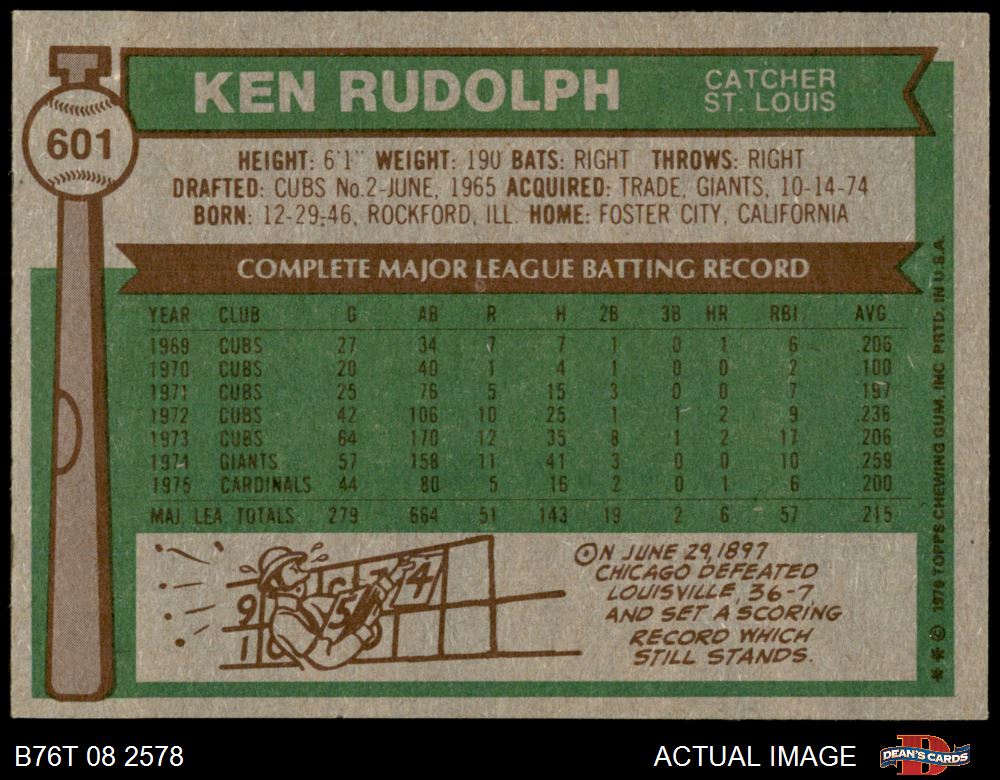 601
KEN RUDOLPH
CATCHER
ST. LOUIS
HEIGHT: 6'1" WEIGHT: 190 BATS: RIGHT THROWS: RIGHT
DRAFTED: CUBS No.2-JUNE, 1965 ACQUIRED: TRADE, GIANTS, 10-14-74
BORN: 12-29-46, ROCKFORD, ILL. HOME: FOSTER CITY, CALIFORNIA
COMPLETE MAJOR LEAGUE BATTING RECORD
YEAR CLUB G AB R H 2B 3B HR RBI AVG.
1969 CUBS 27 34 7 7 1 0 1 6 .206
1970 CUBS 20 40 1 4 1 0 0 2 .100
1971 CUBS 25 76 5 15 3 0 0 7 .197
1972 CUBS 42 106 10 25 1 1 2 9 .236
1973 CUBS 64 170 12 35 8 1 2 17 .206
1974 GIANTS 57 158 11 41 3 0 0 10 .259
1975 CARDINALS 44 80 5 16 2 0 1 6 .200
MAJ. LEA. TOTALS 279 664 51 143 19 2 6 57 .215
9
1
5
4
ON JUNE 29, 1897
CHICAGO DEFEATED
LOUISVILLE, 36-7,
AND SET A SCORING
RECORD WHICH
STILL STANDS.
** © 1976 TOPPS CHEWING GUM, INC. PRTD. IN U.S.A.
B76T 08 2578
ACTUAL IMAGE
DEAN'S CARDS